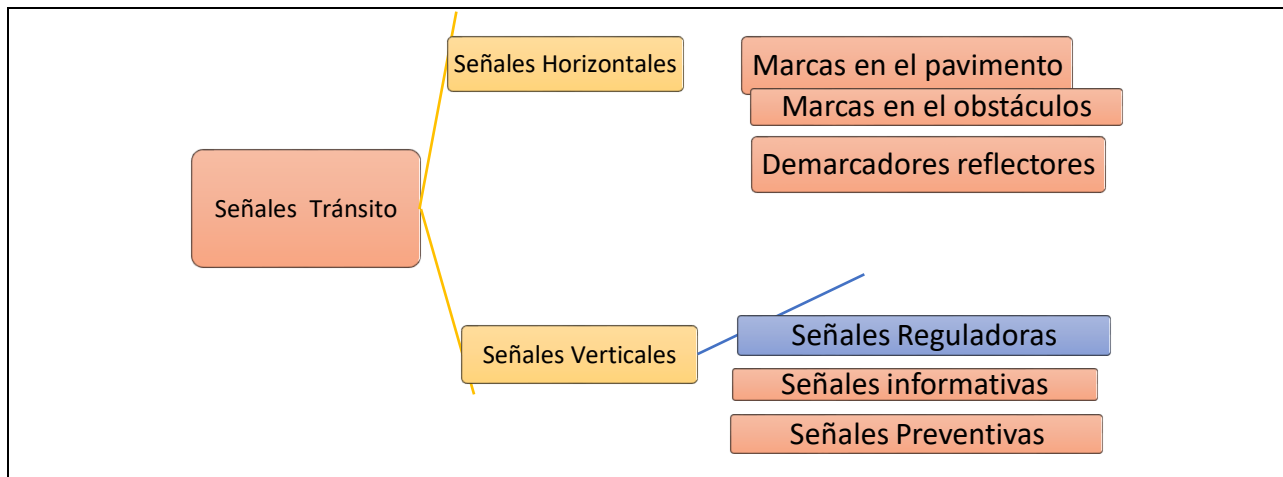 Señales Tránsito
Señales Horizontales
Marcas en el pavimento
Marcas en el obstáculos
Demarcadores reflectores
Señales Verticales
Señales Reguladoras
Señales informativas
Señales Preventivas